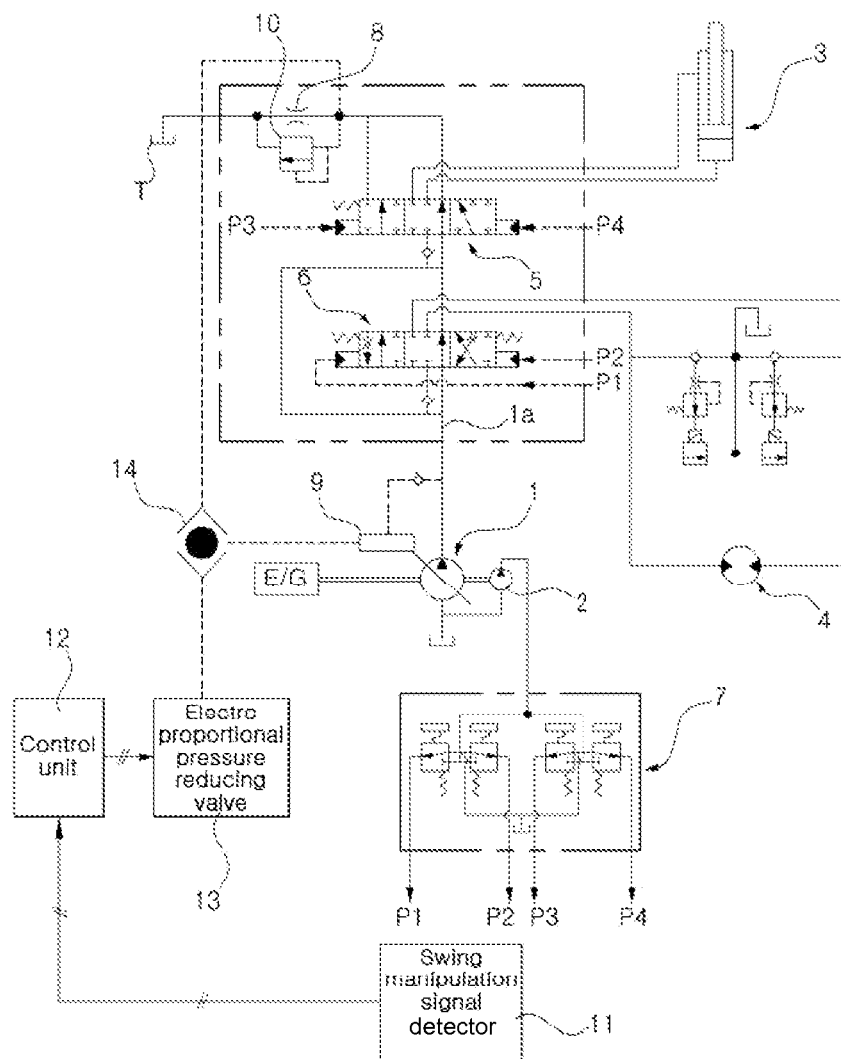 10
8
3
T
P3
P4
5
6
P2
P1
1a
14
9
1
E/G
2
4
12
7
Control
unit
Electro
proportional
pressure
reducing
valve
13
P1
P2
P3
P4
Swing
manipulation
signal
detector
11